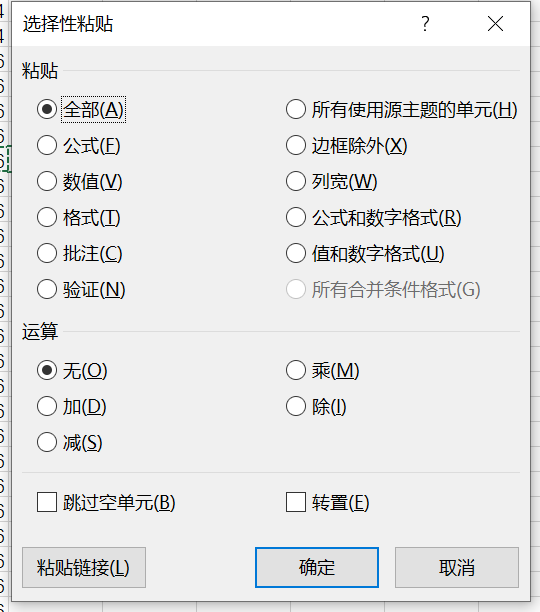 选择性粘贴 ?
粘贴
全部(A) 所有使用源主题的单元(H)
公式(F) 边框除外(X)
数值(V) 列宽(W)
格式(T) 公式和数字格式(R)
批注(C) 值和数字格式(U)
验证(N) 所有合并条件格式(G)
运算
无(O) 乘(M)
加(D) 除(I)
减(S)
跳过空单元(B) 转置(E)
粘贴链接(L) 确定 取消